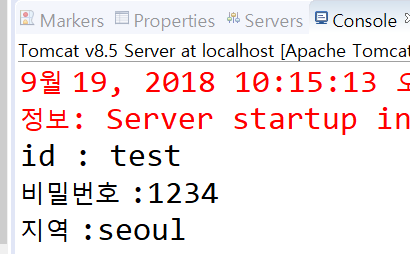 Markers Properties Servers Console
Tomcat v8.5 Server at localhost [Apache Tomcat
9월 19, 2018 10:15:13 오
정보: Server startup in
id : test
비밀번호 :1234
지역 :seoul